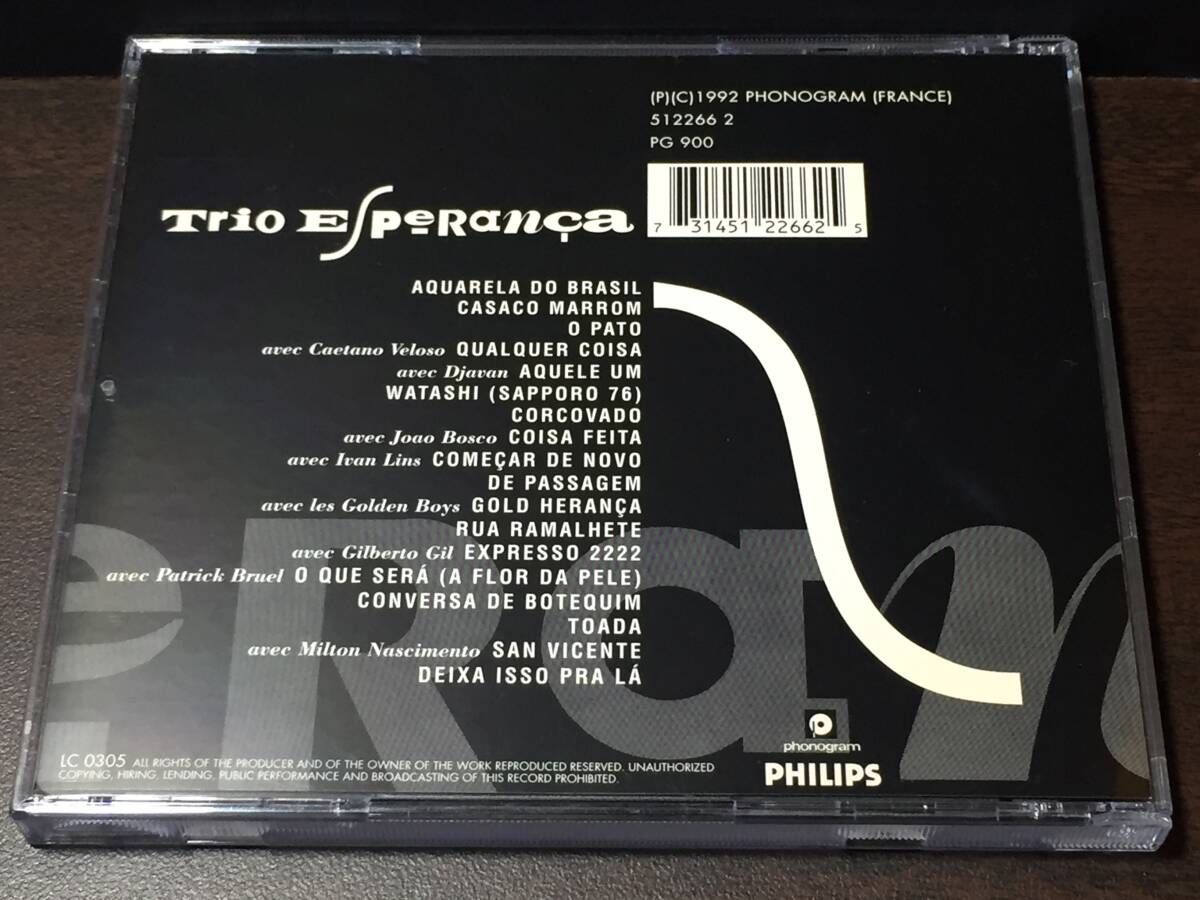 (P)(C)1992 PHONOGRAM (FRANCE)
512266 2
PG 900
7 31451 22662 5
Trio Esperança
AQUARELA DO BRASIL
CASACO MARROM
O PATO
avec Caetano Veloso QUALQUER COISA
avec Djavan AQUELE UM
WATASHI (SAPPORO 76)
CORCOVADO
avec Joao Bosco COISA FEITA
avec Ivan Lins COMEÇAR DE NOVO
DE PASSAGEM
avec les Golden Boys GOLD HERANÇA
RUA RAMALHETE
avec Gilberto Gil EXPRESSO 2222
avec Patrick Bruel O QUE SERÁ (A FLOR DA PELE)
CONVERSA DE BOTEQUIM
TOADA
avec Milton Nascimento SAN VICENTE
DEIXA ISSO PRA LÁ
eRan
p
phonogram
PHILIPS
LC 0305 ALL RIGHTS OF THE PRODUCER AND OF THE OWNER OF THE WORK REPRODUCED RESERVED. UNAUTHORIZED
COPYING, HIRING, LENDING, PUBLIC PERFORMANCE AND BROADCASTING OF THIS RECORD PROHIBITED.